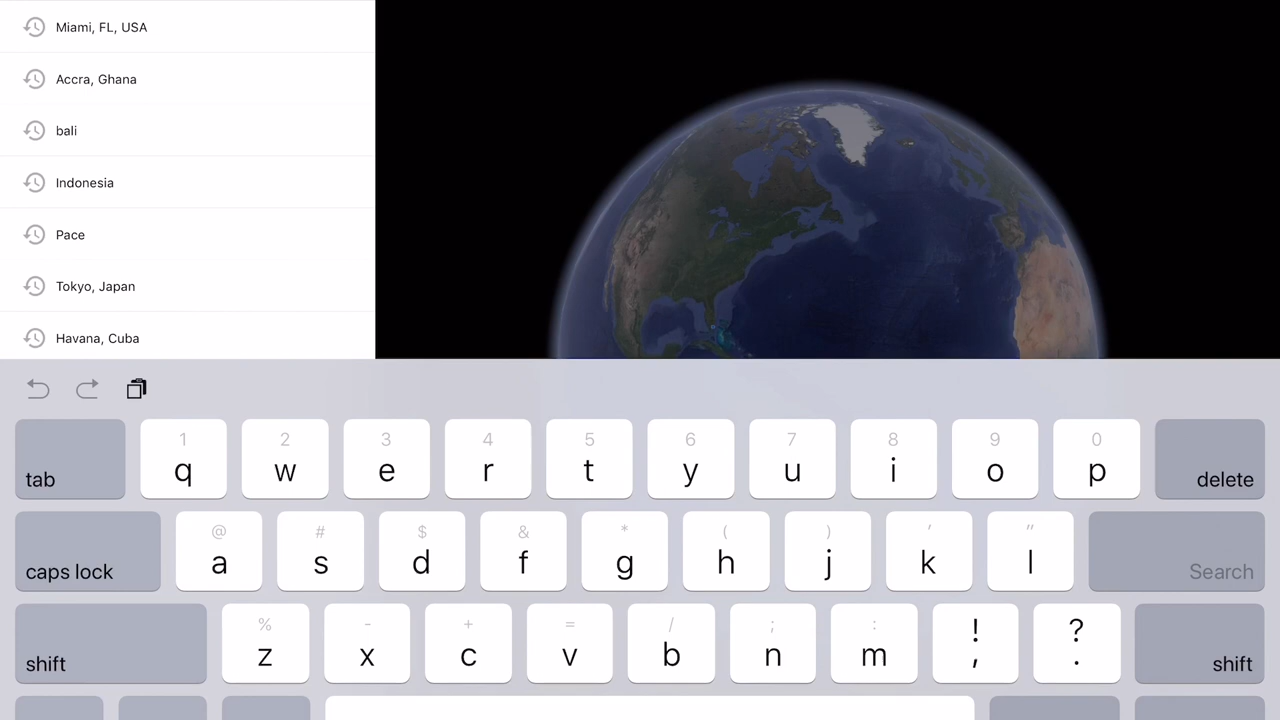 Miami, FL, USA
Accra, Ghana
bali
Indonesia
Pace
Tokyo, Japan
Havana, Cuba
1 2 3 4 5 6 7 8 9 0
tab q w e r t y u i o p delete
@ # $ & * ( ) ' "
caps lock a s d f g h j k l Search
% - + = / ; : ! ?
shift z x c v b n m , . shift